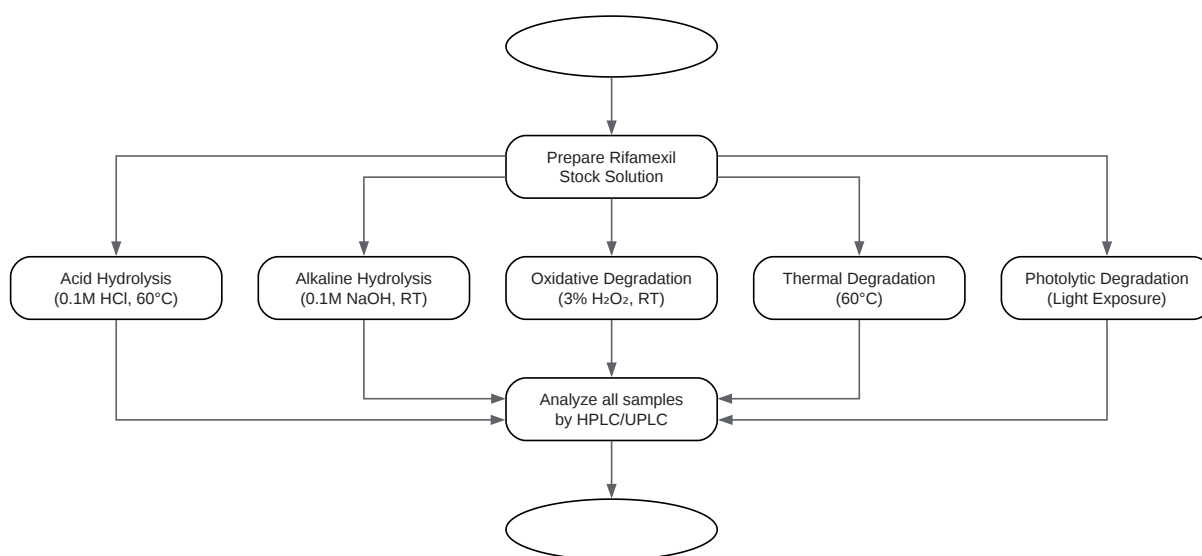 Prepare Rifamexil
Stock Solution
Acid Hydrolysis
(0.1M HCl, 60°C)
Alkaline Hydrolysis
(0.1M NaOH, RT)
Oxidative Degradation
(3% H₂O₂, RT)
Thermal Degradation
(60°C)
Photolytic Degradation
(Light Exposure)
Analyze all samples
by HPLC/UPLC